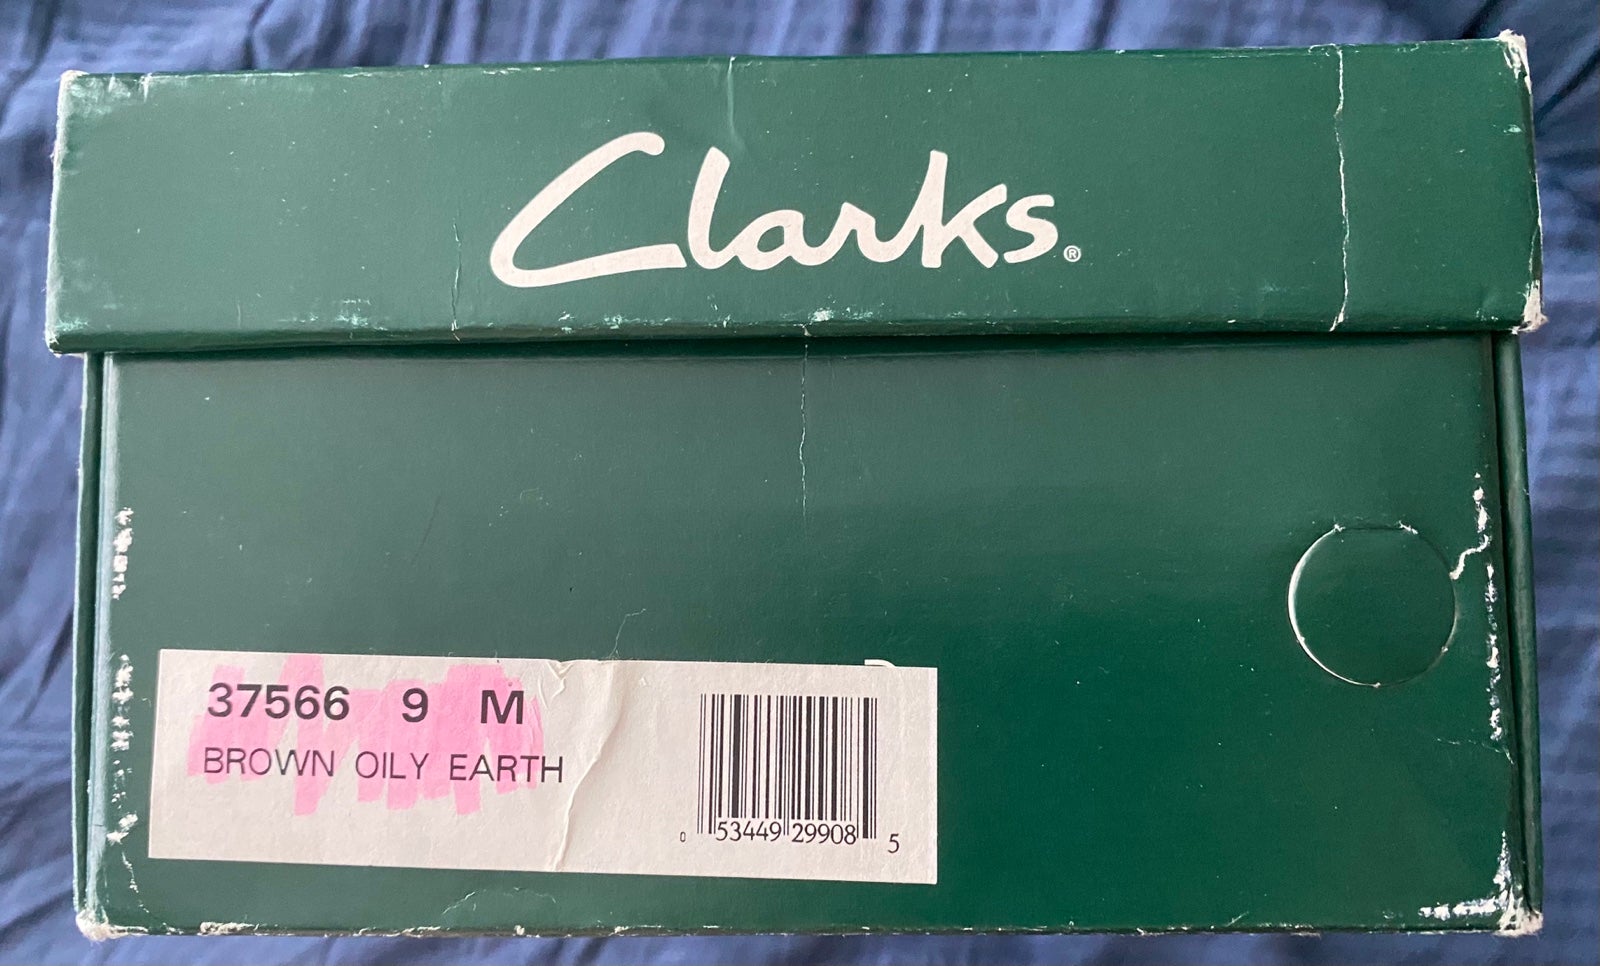 Clarks®
37566 9 M
BROWN OILY EARTH
0 53449 29908 5